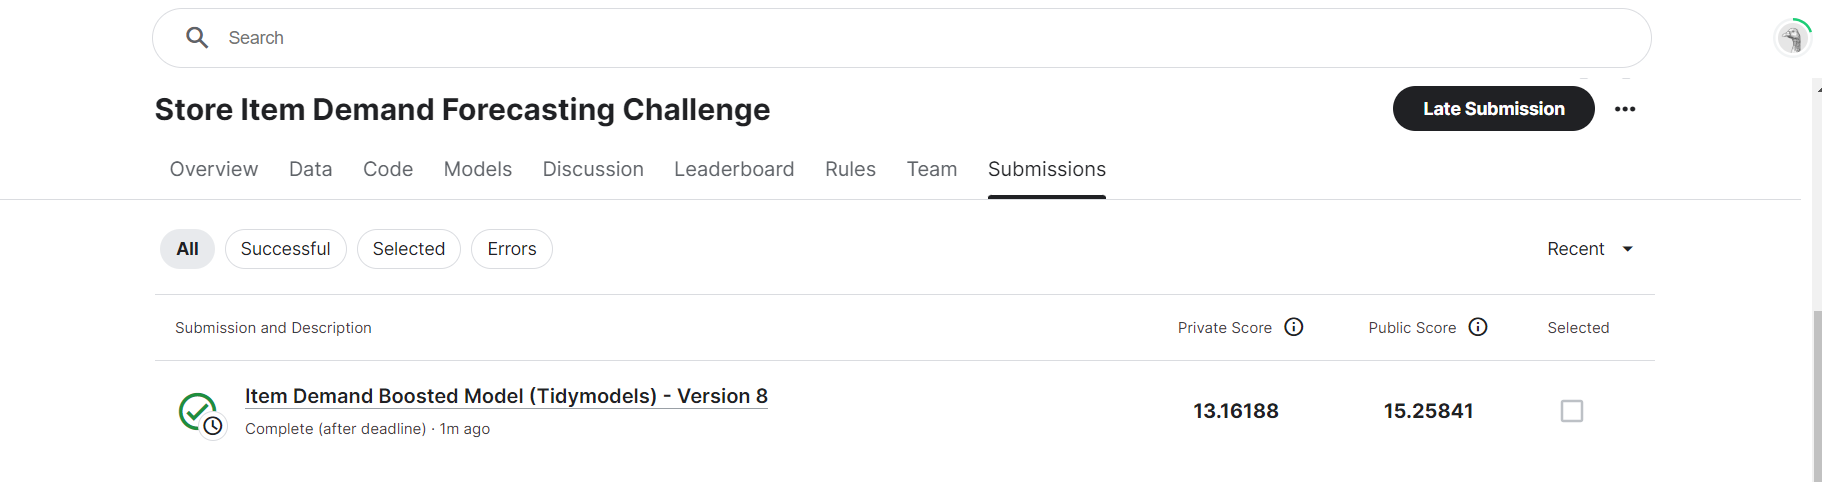 Search
Store Item Demand Forecasting Challenge
Late Submission
Overview Data Code Models Discussion Leaderboard Rules Team Submissions
All Successful Selected Errors Recent
Submission and Description Private Score Public Score Selected
Item Demand Boosted Model (Tidymodels) - Version 8
13.16188 15.25841
Complete (after deadline) · 1m ago